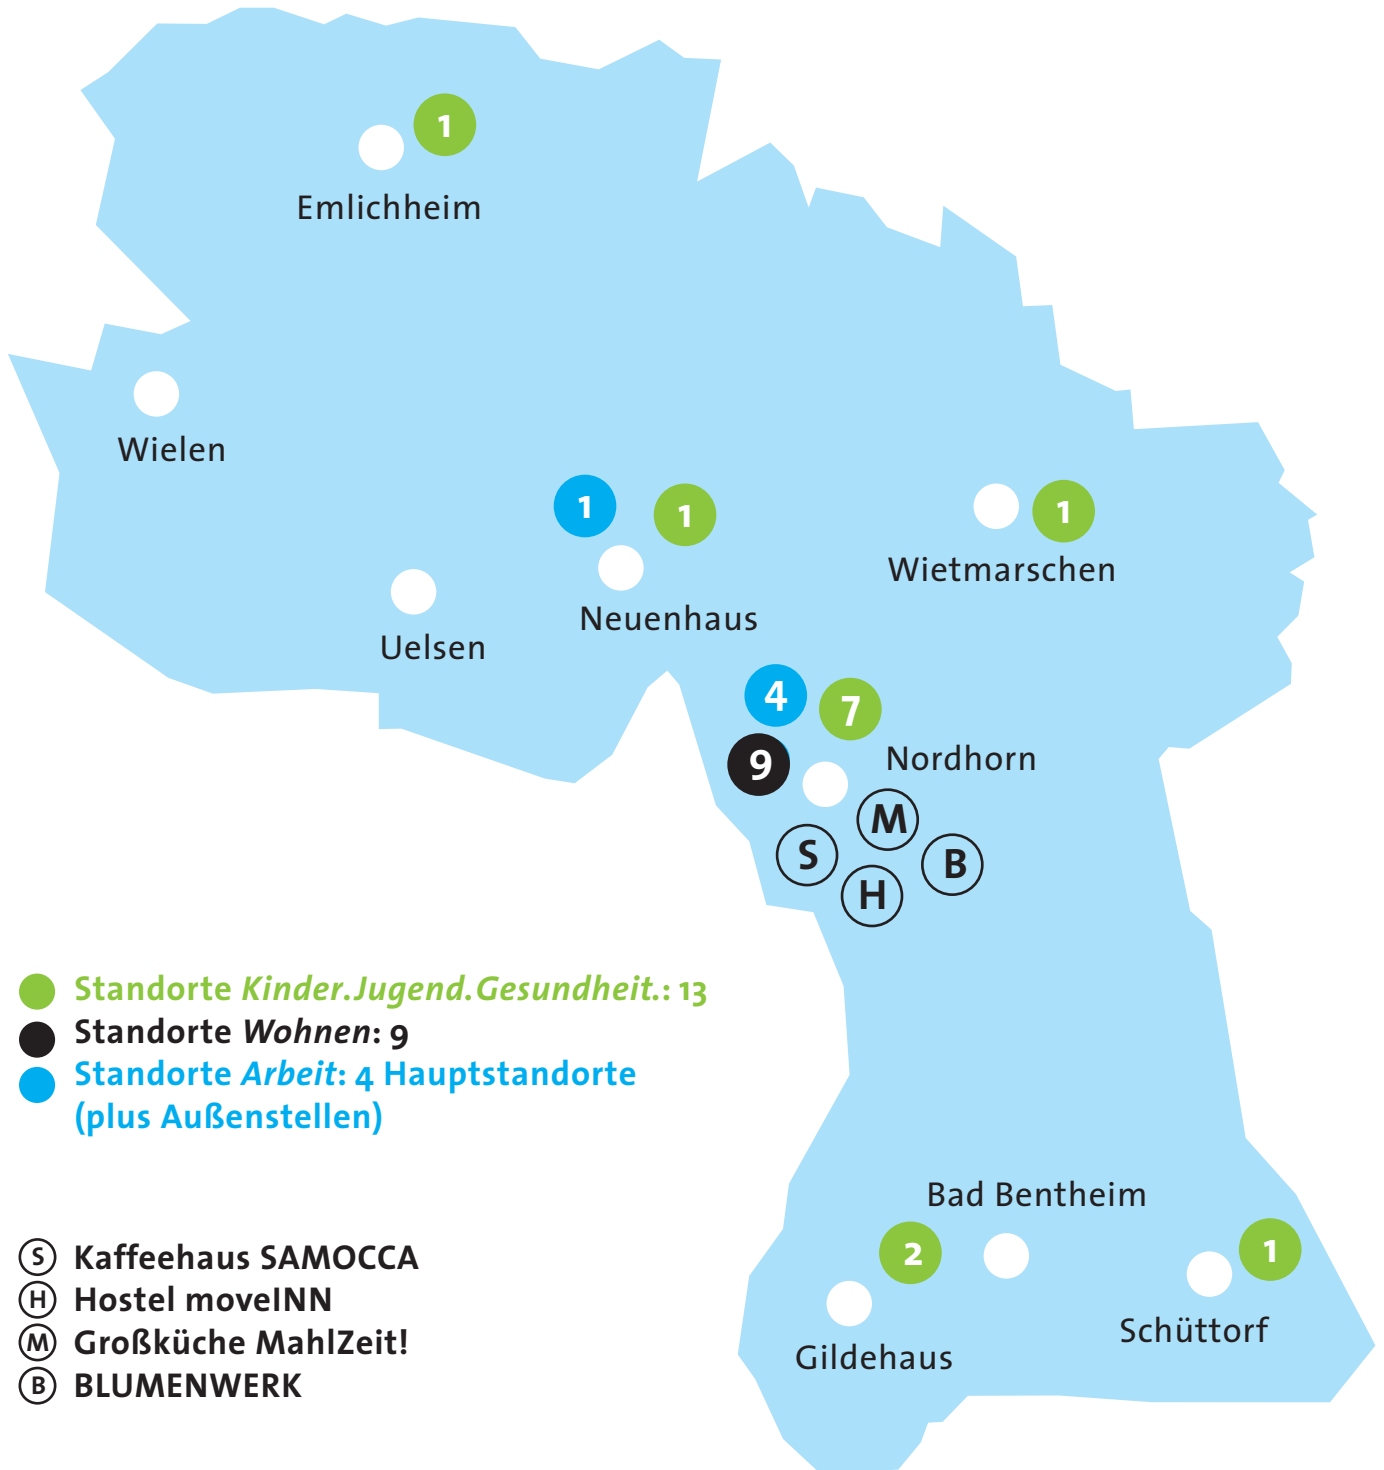 1
Emlichheim
Wielen
1
1
1
Wietmarschen
Neuenhaus
Uelsen
4
7
9
Nordhorn
M
S
B
H
Standorte Kinder.Jugend.Gesundheit.: 13
Standorte Wohnen: 9
Standorte Arbeit: 4 Hauptstandorte
(plus Außenstellen)
Bad Bentheim
2
1
Schüttorf
Gildehaus
S Kaffeehaus SAMOCCA
H Hostel moveINN
M Großküche MahlZeit!
B BLUMENWERK